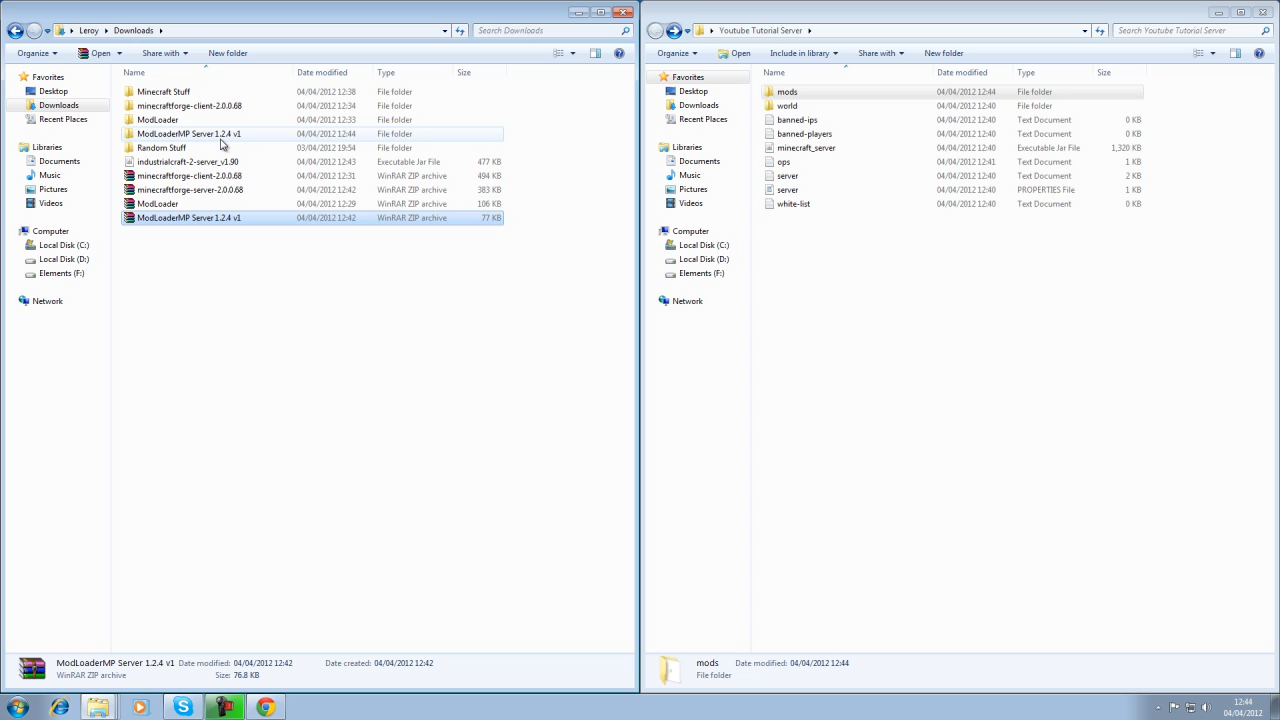 Leroy ▸ Downloads ▸
Search Downloads
Organize Open Share with New folder
Name Date modified Type Size
Favorites
Desktop
Downloads
Recent Places
Libraries
Documents
Music
Pictures
Videos
Computer
Local Disk (C:)
Local Disk (D:)
Elements (F:)
Network
Minecraft Stuff 04/04/2012 12:38 File folder
minecraftforge-client-2.0.0.68 04/04/2012 12:34 File folder
ModLoader 04/04/2012 12:33 File folder
ModLoaderMP Server 1.2.4 v1 04/04/2012 12:44 File folder
Random Stuff 03/04/2012 19:54 File folder
industrialcraft-2-server_v1.90 04/04/2012 12:43 Executable Jar File 477 KB
minecraftforge-client-2.0.0.68 04/04/2012 12:31 WinRAR ZIP archive 494 KB
minecraftforge-server-2.0.0.68 04/04/2012 12:42 WinRAR ZIP archive 383 KB
ModLoader 04/04/2012 12:29 WinRAR ZIP archive 106 KB
ModLoaderMP Server 1.2.4 v1 04/04/2012 12:42 WinRAR ZIP archive 77 KB
ModLoaderMP Server 1.2.4 v1 Date modified: 04/04/2012 12:42 Date created: 04/04/2012 12:42
WinRAR ZIP archive Size: 76.8 KB
Youtube Tutorial Server ▸
Search Youtube Tutorial Server
Organize Open Include in library Share with New folder
Name Date modified Type Size
Favorites
Desktop
Downloads
Recent Places
Libraries
Documents
Music
Pictures
Videos
Computer
Local Disk (C:)
Local Disk (D:)
Elements (F:)
Network
mods 04/04/2012 12:44 File folder
world 04/04/2012 12:40 File folder
banned-ips 04/04/2012 12:40 Text Document 0 KB
banned-players 04/04/2012 12:40 Text Document 0 KB
minecraft_server 04/04/2012 12:40 Executable Jar File 1,320 KB
ops 04/04/2012 12:41 Text Document 1 KB
server 04/04/2012 12:40 Text Document 2 KB
server 04/04/2012 12:40 PROPERTIES File 1 KB
white-list 04/04/2012 12:40 Text Document 0 KB
mods Date modified: 04/04/2012 12:44
File folder
12:44
04/04/2012